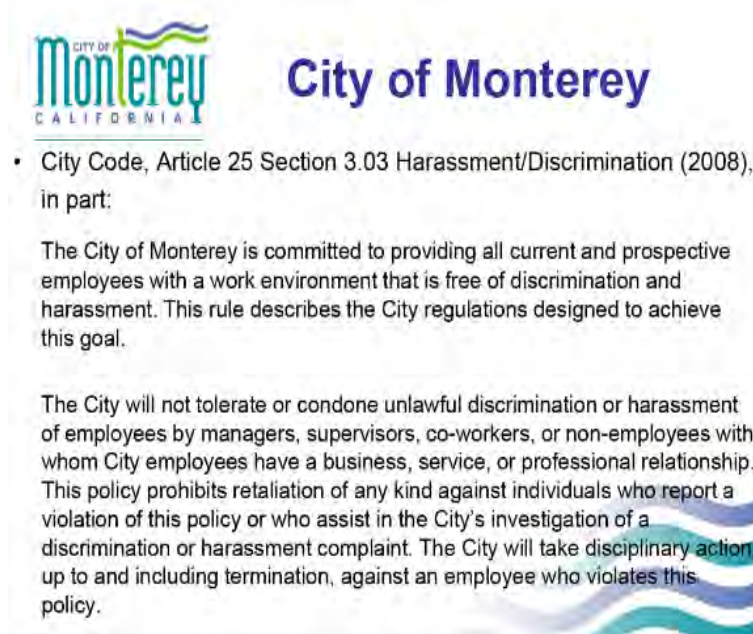 CITY OF
Monterey
CALIFORNIA
City of Monterey
• City Code, Article 25 Section 3.03 Harassment/Discrimination (2008),
in part:
The City of Monterey is committed to providing all current and prospective
employees with a work environment that is free of discrimination and
harassment. This rule describes the City regulations designed to achieve
this goal.
The City will not tolerate or condone unlawful discrimination or harassment
of employees by managers, supervisors, co-workers, or non-employees with
whom City employees have a business, service, or professional relationship.
This policy prohibits retaliation of any kind against individuals who report a
violation of this policy or who assist in the City's investigation of a
discrimination or harassment complaint. The City will take disciplinary action
up to and including termination, against an employee who violates this
policy.